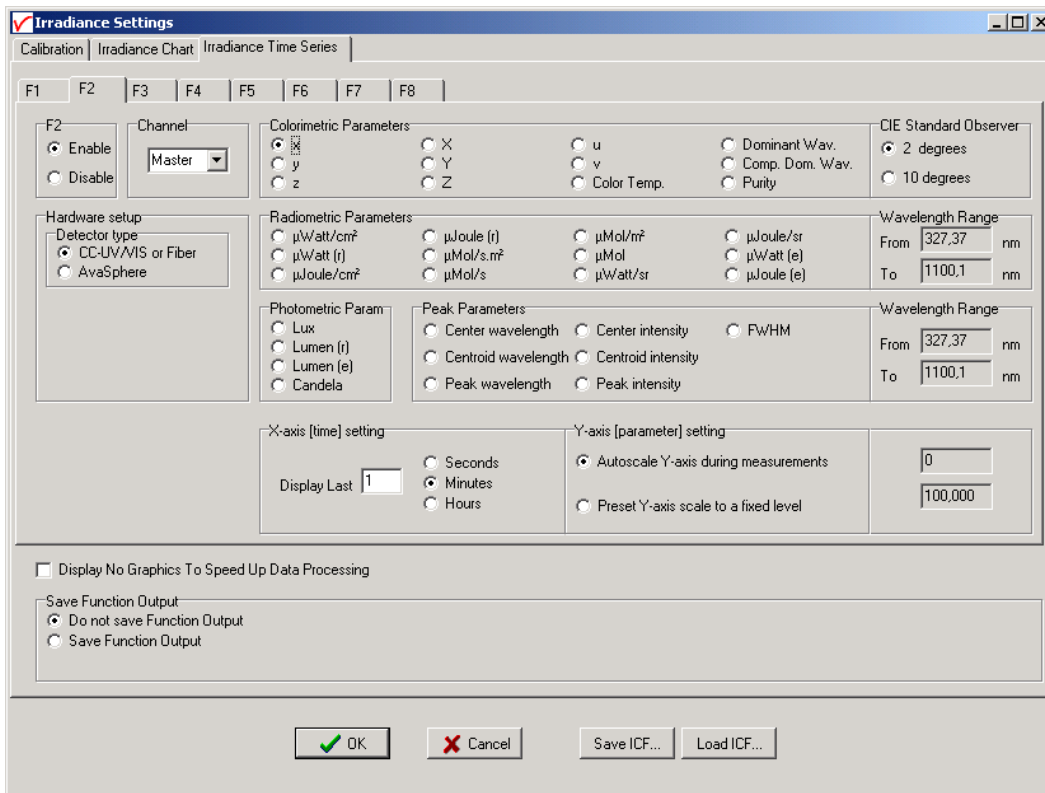 Irradiance Settings
Calibration Irradiance Chart Irradiance Time Series
F1 F2 F3 F4 F5 F6 F7 F8
F2
Enable
Disable
Channel
Master
Colorimetric Parameters
x X u Dominant Wav.
y Y v Comp. Dom. Wav.
z Z Color Temp. Purity
CIE Standard Observer
2 degrees
10 degrees
Hardware setup
Detector type
CC-UV/VIS or Fiber
AvaSphere
Radiometric Parameters
µWatt/cm² µJoule (r) µMol/m² µJoule/sr
µWatt (r) µMol/s.m² µMol µWatt (e)
µJoule/cm² µMol/s µWatt/sr µJoule (e)
Wavelength Range
From 327,37 nm
To 1100,1 nm
Photometric Param
Lux
Lumen (r)
Lumen (e)
Candela
Peak Parameters
Center wavelength Center intensity FWHM
Centroid wavelength Centroid intensity
Peak wavelength Peak intensity
Wavelength Range
From 327,37 nm
To 1100,1 nm
X-axis [time] setting
Display Last 1
Seconds
Minutes
Hours
Y-axis [parameter] setting
Autoscale Y-axis during measurements
Preset Y-axis scale to a fixed level
0
100,000
Display No Graphics To Speed Up Data Processing
Save Function Output
Do not save Function Output
Save Function Output
OK Cancel Save ICF... Load ICF...